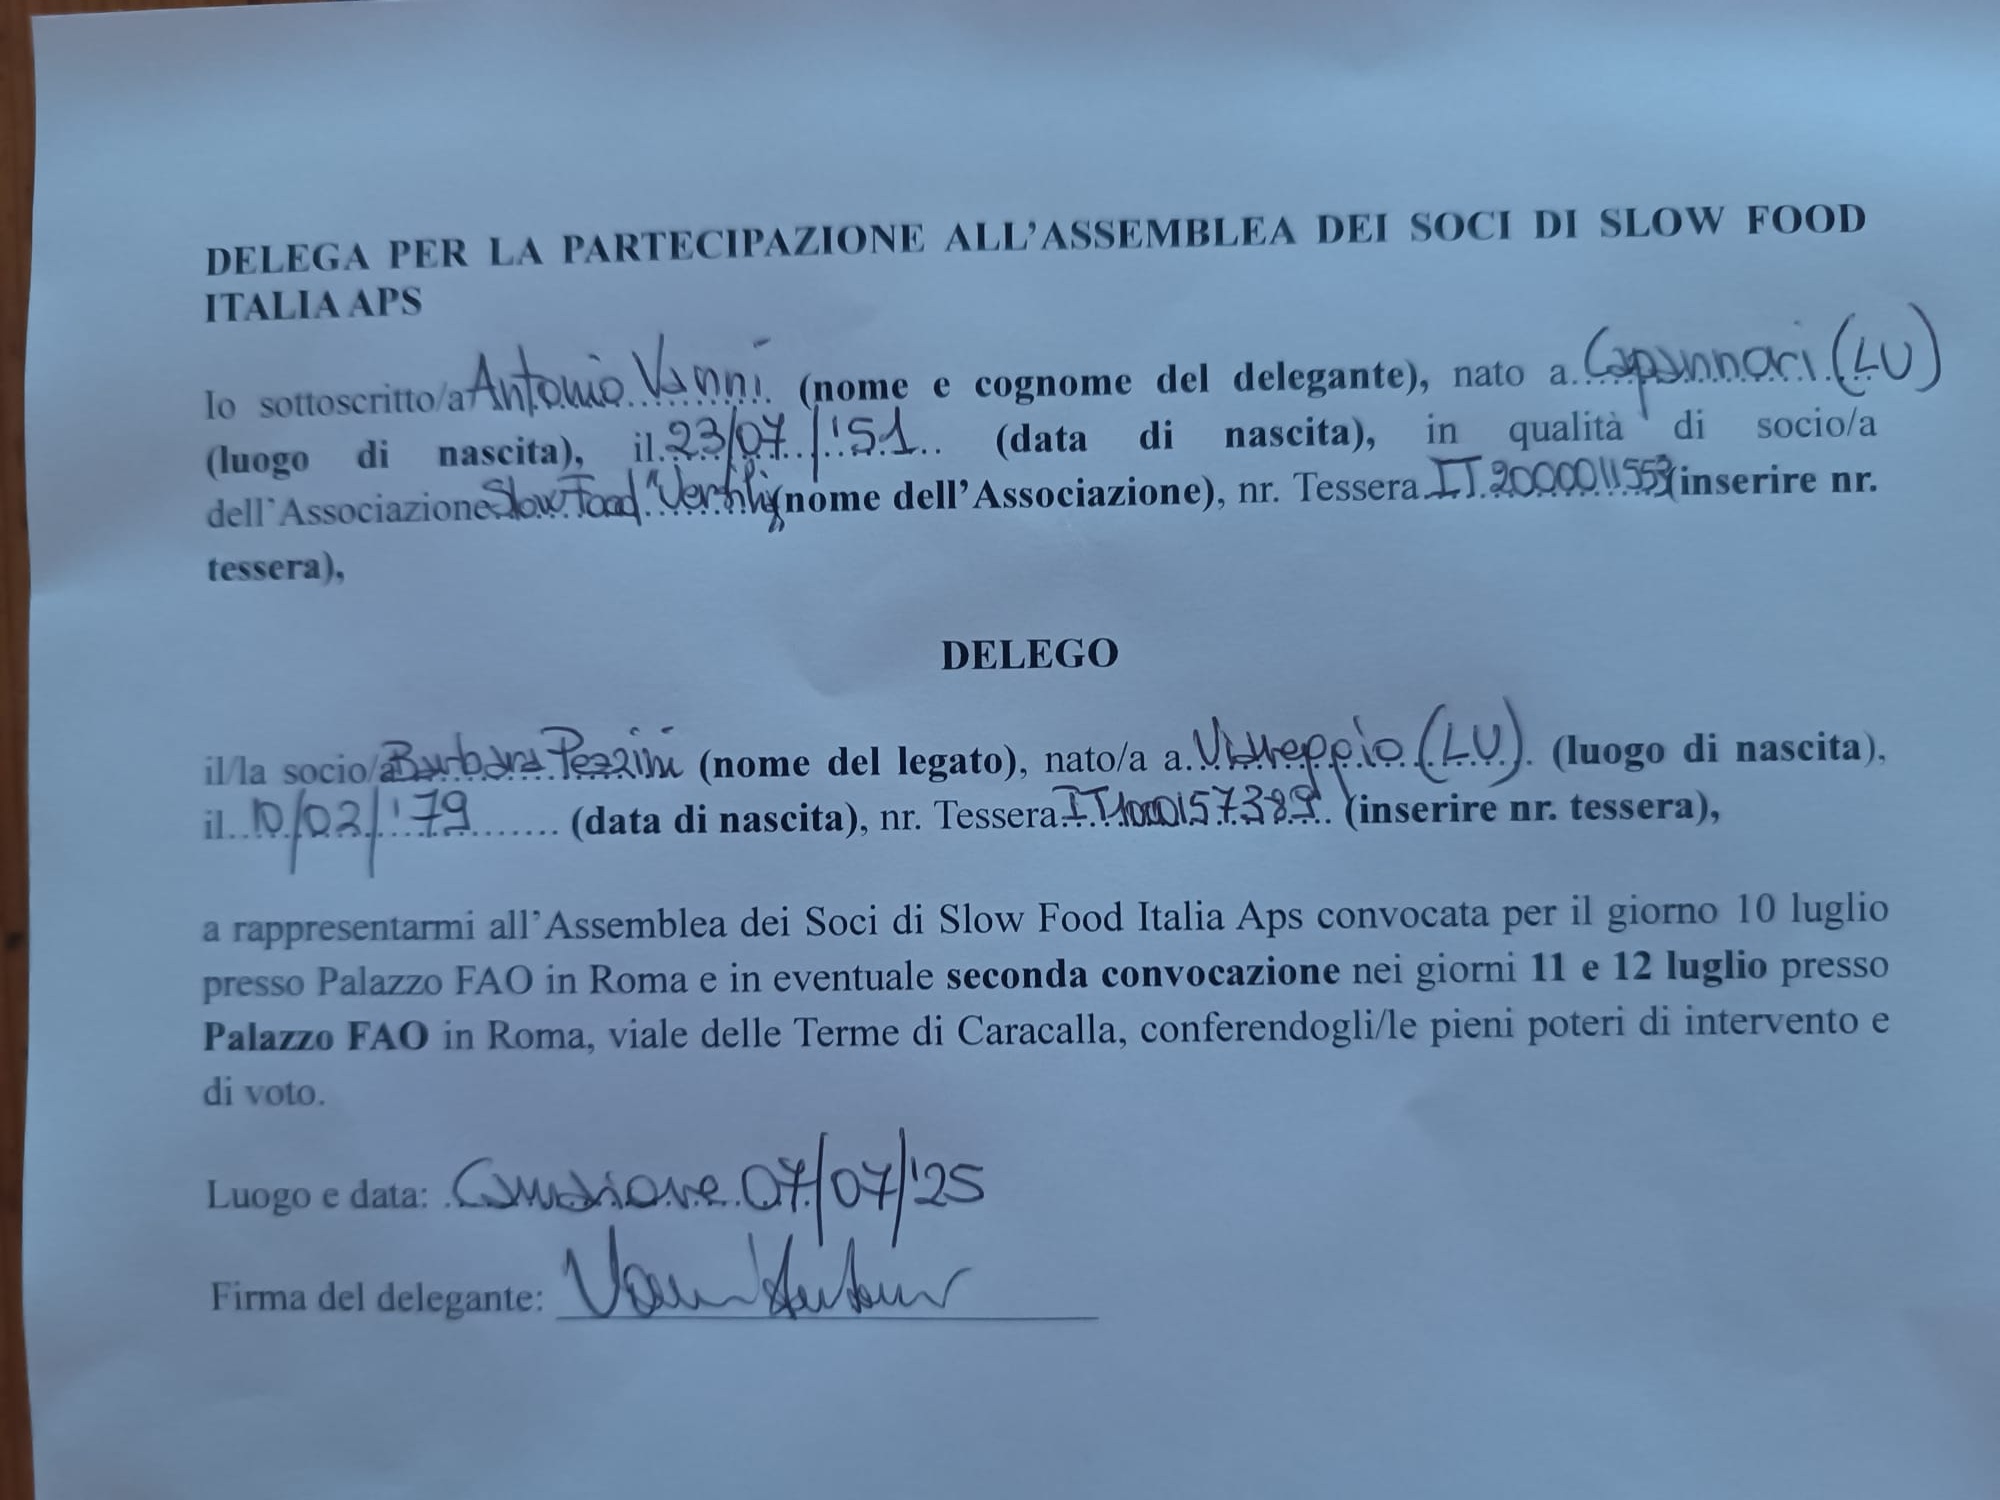 DELEGA PER LA PARTECIPAZIONE ALL'ASSEMBLEA DEI SOCI DI SLOW FOOD
ITALIA APS
Io sottoscritto/a Antonio Vanni (nome e cognome del delegante), nato a Capannori (LU)
(luogo di nascita), il 23/07/'51 (data di nascita), in qualità di socio/a
dell'Associazione Slow Food (nome dell'Associazione), nr. Tessera (inserire nr.
tessera),
DELEGO
il/la socio/a Barbara Pezzini (nome del legato), nato/a a Viareggio (LU) (luogo di nascita),
il 10/02/'79 (data di nascita), nr. Tessera IT1000157389 (inserire nr. tessera),
a rappresentarmi all'Assemblea dei Soci di Slow Food Italia Aps convocata per il giorno 10 luglio
presso Palazzo FAO in Roma e in eventuale seconda convocazione nei giorni 11 e 12 luglio presso
Palazzo FAO in Roma, viale delle Terme di Caracalla, conferendogli/le pieni poteri di intervento e
di voto.
Luogo e data: 07/07/'25
Firma del delegante: